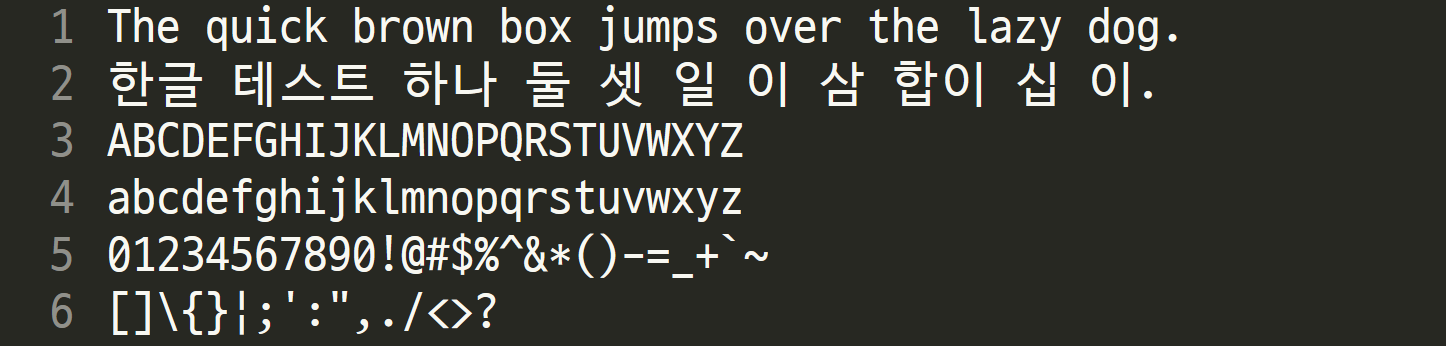 1 The quick brown box jumps over the lazy dog.
2 한글 테스트 하나 둘 셋 일 이 삼 합이 십 이.
3 ABCDEFGHIJKLMNOPQRSTUVWXYZ
4 abcdefghijklmnopqrstuvwxyz
5 01234567890!@#$%^&*()-=_+`~
6 []\{}¦;':",./<>?